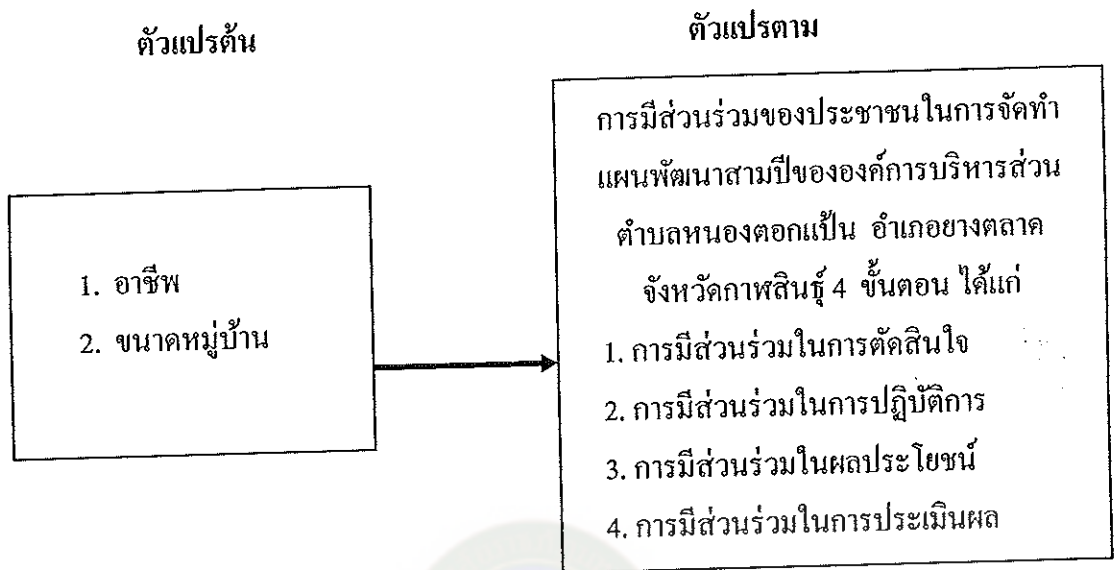 ตัวแปรต้น
ตัวแปรตาม
1. อาชีพ
2. ขนาดหมู่บ้าน
การมีส่วนร่วมของประชาชนในการจัดทำ
แผนพัฒนาสามปีขององค์การบริหารส่วน
ตำบลหนองตอกแป้น อำเภอยางตลาด
จังหวัดกาฬสินธุ์ 4 ขั้นตอน ได้แก่
1. การมีส่วนร่วมในการตัดสินใจ
2. การมีส่วนร่วมในการปฏิบัติการ
3. การมีส่วนร่วมในผลประโยชน์
4. การมีส่วนร่วมในการประเมินผล